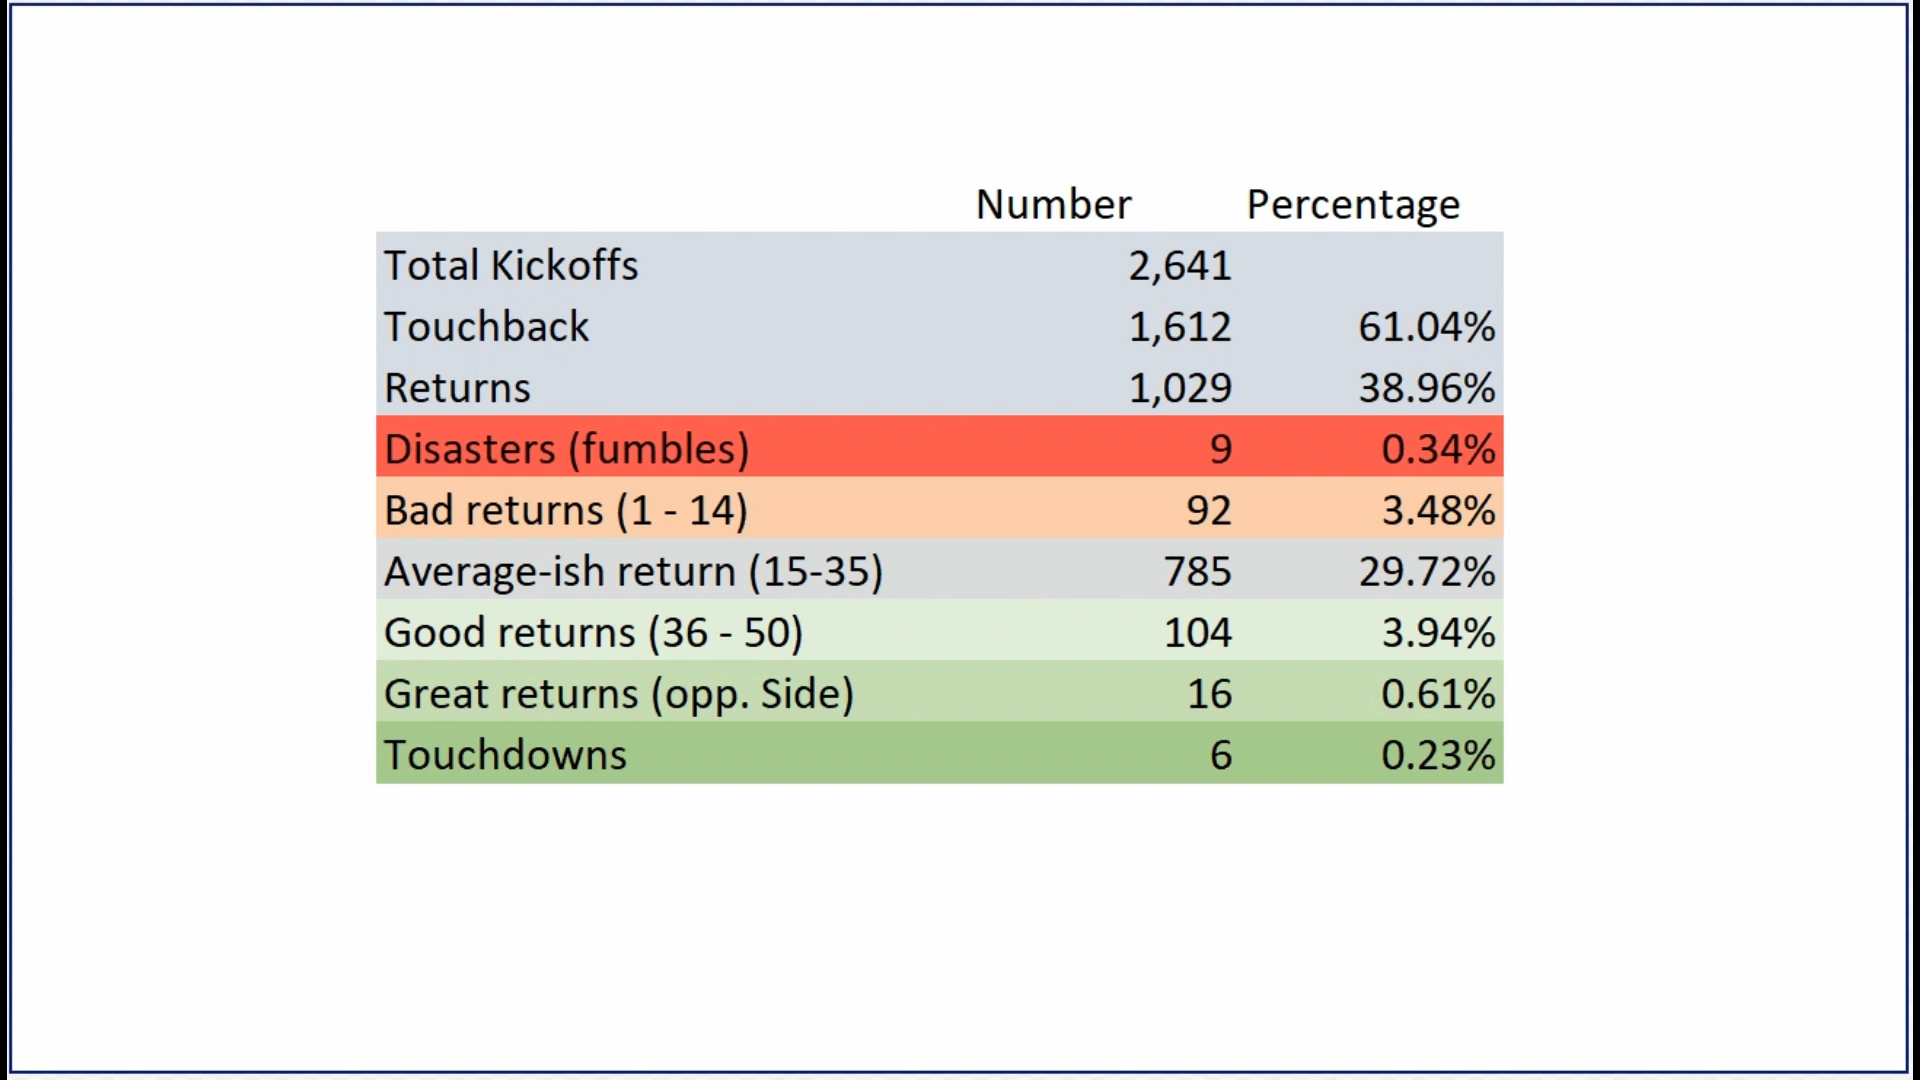 Number Percentage
Total Kickoffs 2,641
Touchback 1,612 61.04%
Returns 1,029 38.96%
Disasters (fumbles) 9 0.34%
Bad returns (1 - 14) 92 3.48%
Average-ish return (15-35) 785 29.72%
Good returns (36 - 50) 104 3.94%
Great returns (opp. Side) 16 0.61%
Touchdowns 6 0.23%